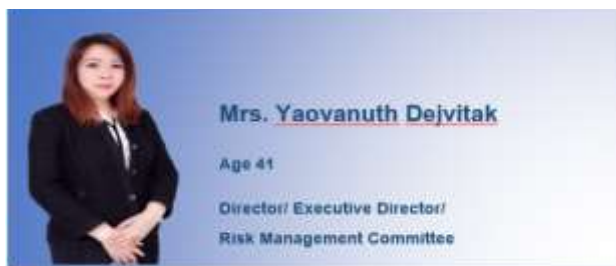 Mrs. Yaovanuth Dejvitak
Age 41
Director/ Executive Director/
Risk Management Committee